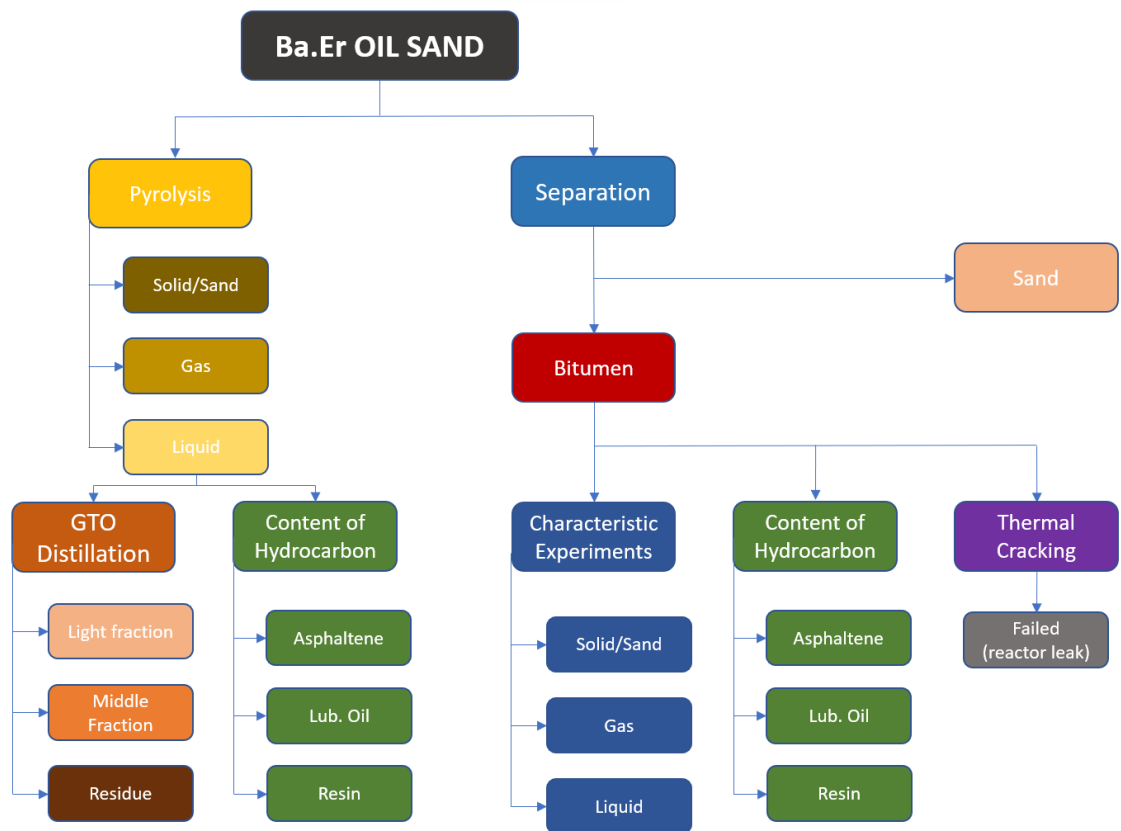 Ba.Er OIL SAND
Pyrolysis
Separation
Solid/Sand
Sand
Gas
Bitumen
Liquid
GTO
Distillation
Content of
Hydrocarbon
Characteristic
Experiments
Content of
Hydrocarbon
Thermal
Cracking
Light fraction
Asphaltene
Solid/Sand
Asphaltene
Failed
(reactor leak)
Middle
Fraction
Lub. Oil
Gas
Lub. Oil
Residue
Resin
Liquid
Resin